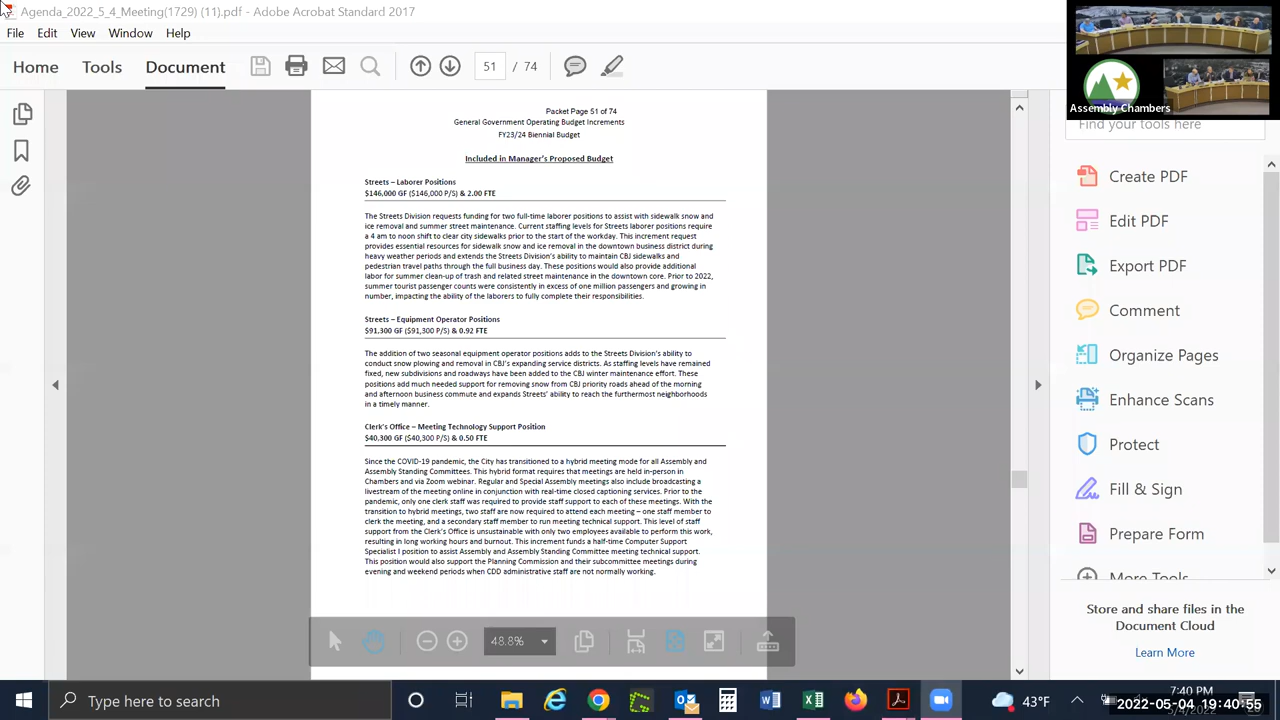 Agenda_2022_5_4_Meeting(1729) (11).pdf - Adobe Acrobat Standard 2017
File Edit View Window Help
Home Tools Document 51 / 74
Assembly Chambers
Find your tools here
Packet Page 51 of 74
General Government Operating Budget Increments
FY23/24 Biennial Budget
Included in Manager's Proposed Budget
Streets – Laborer Positions
$146,000 GF ($146,000 P/S) & 2.00 FTE
The Streets Division requests funding for two full-time laborer positions to assist with sidewalk snow and
ice removal and summer street maintenance. Current staffing levels for Streets laborer positions require
a 4 am to noon shift to clear city sidewalks prior to the start of the workday. This increment request
provides essential resources for sidewalk snow and ice removal in the downtown business district during
heavy weather periods and extends the Streets Division's ability to maintain CBJ sidewalks and
pedestrian travel paths through the full business day. These positions would also provide additional
labor for summer clean-up of trash and related street maintenance in the downtown core. Prior to 2022,
summer tourist passenger counts were consistently in excess of one million passengers and growing in
number, impacting the ability of the laborers to fully complete their responsibilities.
Streets – Equipment Operator Positions
$91,300 GF ($91,300 P/S) & 0.92 FTE
The addition of two seasonal equipment operator positions adds to the Streets Division's ability to
conduct snow plowing and removal in CBJ's expanding service districts. As staffing levels have remained
fixed, new subdivisions and roadways have been added to the CBJ winter maintenance effort. These
positions add much needed support for removing snow from CBJ priority roads ahead of the morning
and afternoon business commute and expands Streets' ability to reach the furthermost neighborhoods
in a timely manner.
Clerk's Office – Meeting Technology Support Position
$40,300 GF ($40,300 P/S) & 0.50 FTE
Since the COVID-19 pandemic, the City has transitioned to a hybrid meeting mode for all Assembly and
Assembly Standing Committees. This hybrid format requires that meetings are held in-person in
Chambers and via Zoom webinar. Regular and Special Assembly meetings also include broadcasting a
livestream of the meeting online in conjunction with real-time closed captioning services. Prior to the
pandemic, only one clerk staff was required to provide staff support to each of these meetings. With the
transition to hybrid meetings, two staff are now required to attend each meeting – one staff member to
clerk the meeting, and a secondary staff member to run meeting technical support. This level of staff
support from the Clerk's Office is unsustainable with only two employees available to perform this work,
resulting in long working hours and burnout. This increment funds a half-time Computer Support
Specialist I position to assist Assembly and Assembly Standing Committee meeting technical support.
This position would also support the Planning Commission and their subcommittee meetings during
evening and weekend periods when CDD administrative staff are not normally working.
48.8%
Create PDF
Edit PDF
Export PDF
Comment
Organize Pages
Enhance Scans
Protect
Fill & Sign
Prepare Form
More Tools
Store and share files in the
Document Cloud
Learn More
Type here to search
43°F
7:40 PM
2022-05-04 19:40:55